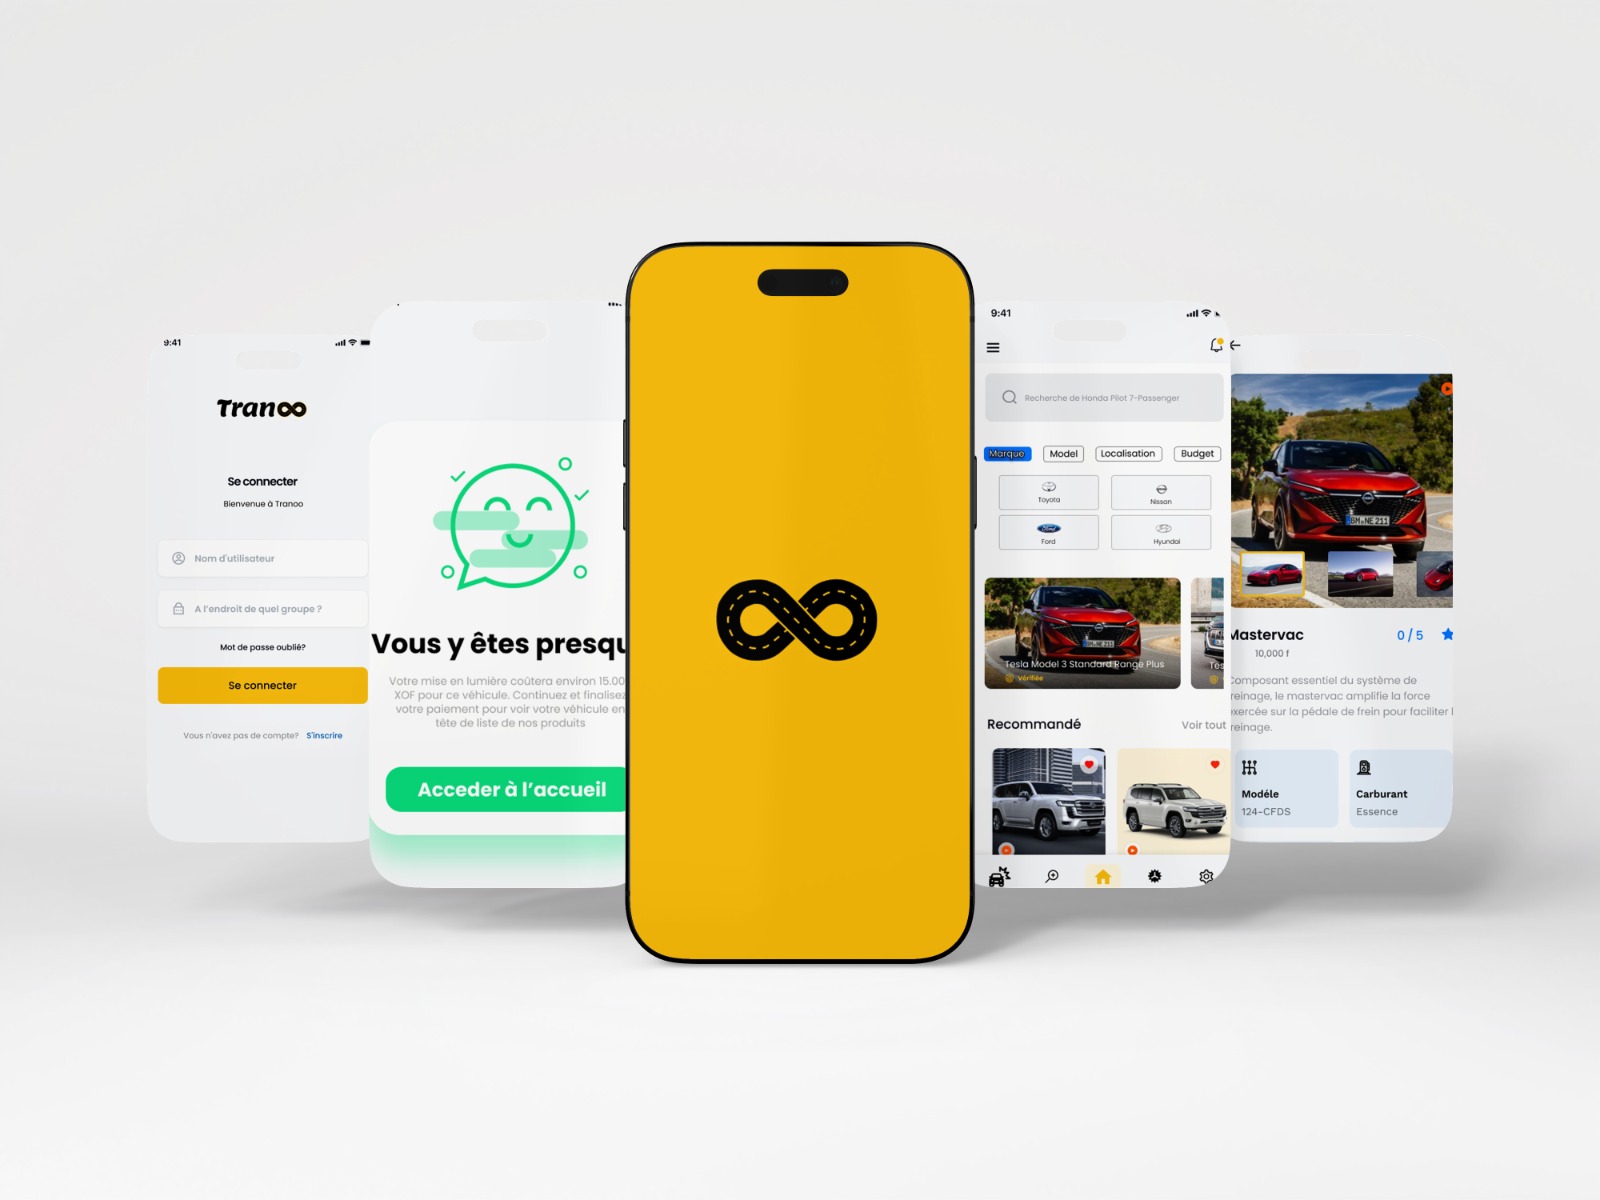 9:41
Tranoo
Se connecter
Bienvenue à Tranoo
Nom d'utilisateur
A l'endroit de quel groupe ?
Mot de passe oublié?
Se connecter
Vous n'avez pas de compte? S'inscrire
Vous y êtes presqu
Votre mise en lumière coûtera environ 15.00
XOF pour ce véhicule. Continuez et finalisez
votre paiement pour voir votre véhicule en
tête de liste de nos produits
Acceder à l'accueil
9:41
Recherche de Honda Pilot 7-Passenger
Marque Model Localisation Budget
Toyota Nissan
Ford Hyundai
Tesla Model 3 Standard Range Plus
Vérifiée
Tes
Recommandé Voir tout
Mastervac 0 / 5
10,000 f
Composant essentiel du système de
reinage, le mastervac amplifie la force
exercée sur la pédale de frein pour faciliter l
reinage.
Modéle Carburant
124-CFDS Essence